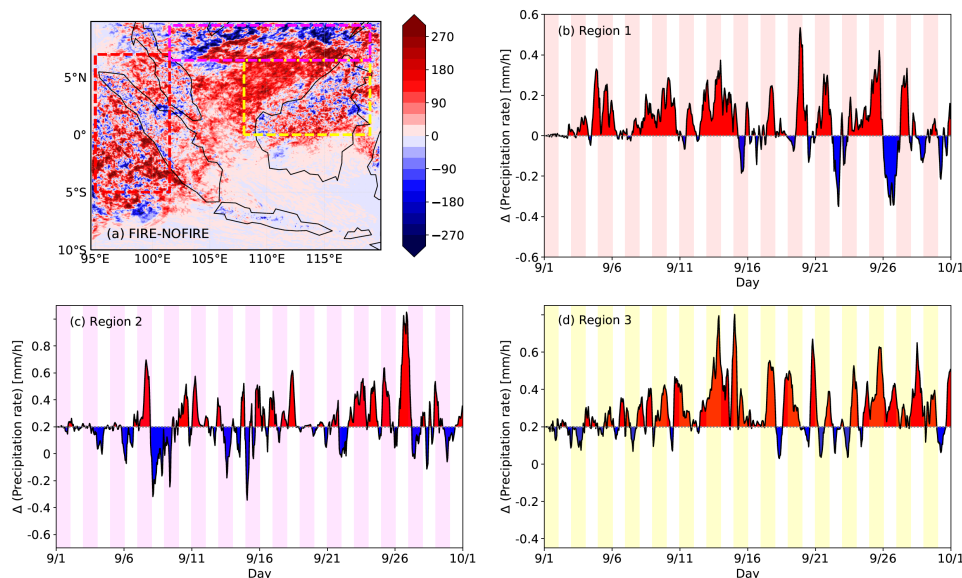 (a) FIRE-NOFIRE
5°N
0°
5°S
10°S
95°E
100°E
105°E
110°E
115°E
270
180
90
0
−90
−180
−270
(b) Region 1
Δ (Precipitation rate) [mm/h]
0.6
0.4
0.2
0
-0.2
-0.4
-0.6
9/1
9/6
9/11
9/16
9/21
9/26
10/1
Day
(c) Region 2
Δ (Precipitation rate) [mm/h]
0.8
0.6
0.4
0.2
0
-0.2
-0.4
-0.6
9/1
9/6
9/11
9/16
9/21
9/26
10/1
Day
(d) Region 3
Δ (Precipitation rate) [mm/h]
0.8
0.6
0.4
0.2
0
-0.2
-0.4
9/1
9/6
9/11
9/16
9/21
9/26
10/1
Day